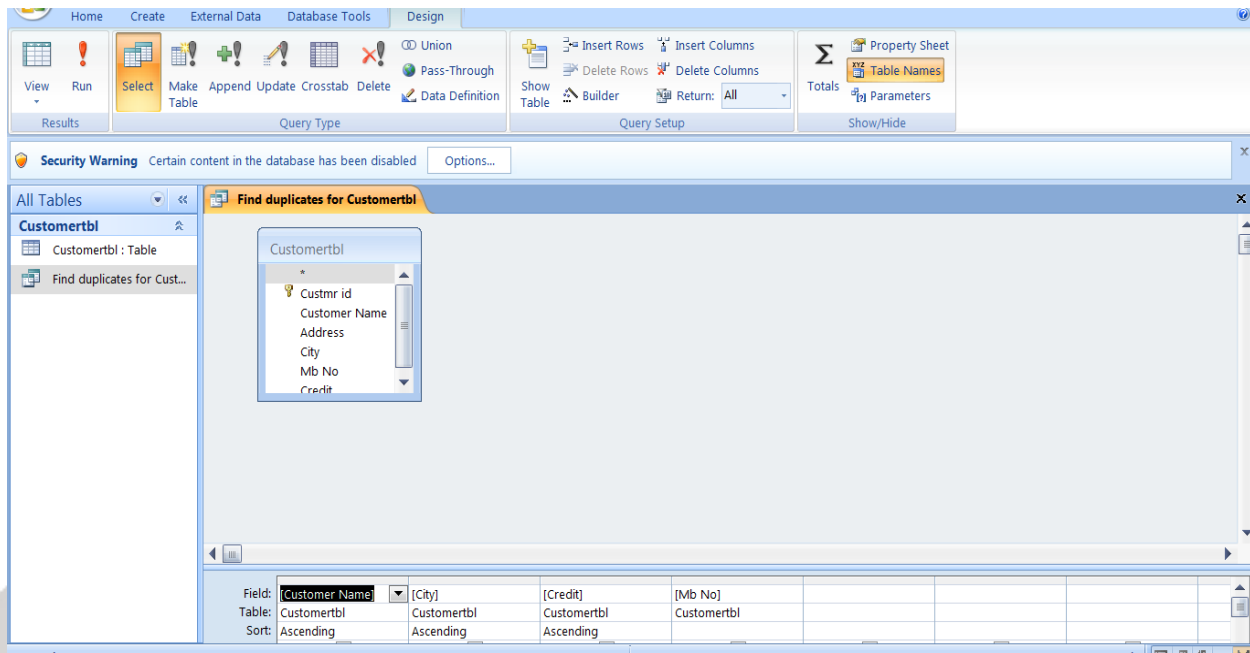 Home Create External Data Database Tools Design
View Run Select Make Table Append Update Crosstab Delete
Union
Pass-Through
Data Definition
Show Table
Insert Rows
Delete Rows
Builder
Insert Columns
Delete Columns
Return: All
Totals
Property Sheet
Table Names
Parameters
Results Query Type Query Setup Show/Hide
Security Warning Certain content in the database has been disabled Options...
All Tables
Customertbl
Customertbl : Table
Find duplicates for Cust...
Find duplicates for Customertbl
Customertbl
*
Custmr id
Customer Name
Address
City
Mb No
Credit
Field: [Customer Name] [City] [Credit] [Mb No]
Table: Customertbl Customertbl Customertbl Customertbl
Sort: Ascending Ascending Ascending